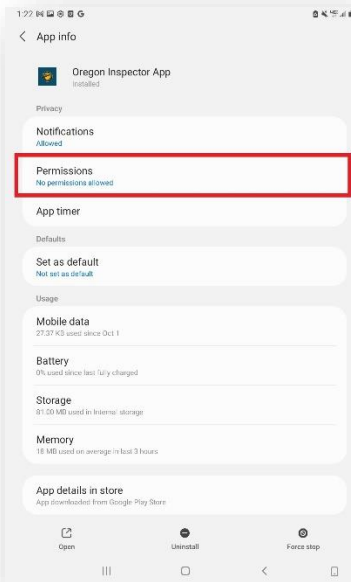 1:22
App info
Oregon Inspector App
Installed
Privacy
Notifications
Allowed
Permissions
No permissions allowed
App timer
Defaults
Set as default
Not set as default
Usage
Mobile data
27.37 KB used since Oct 1
Battery
0% used since last fully charged
Storage
81.00 MB used in Internal storage
Memory
18 MB used on average in last 3 hours
App details in store
App downloaded from Google Play Store
Open
Uninstall
Force stop